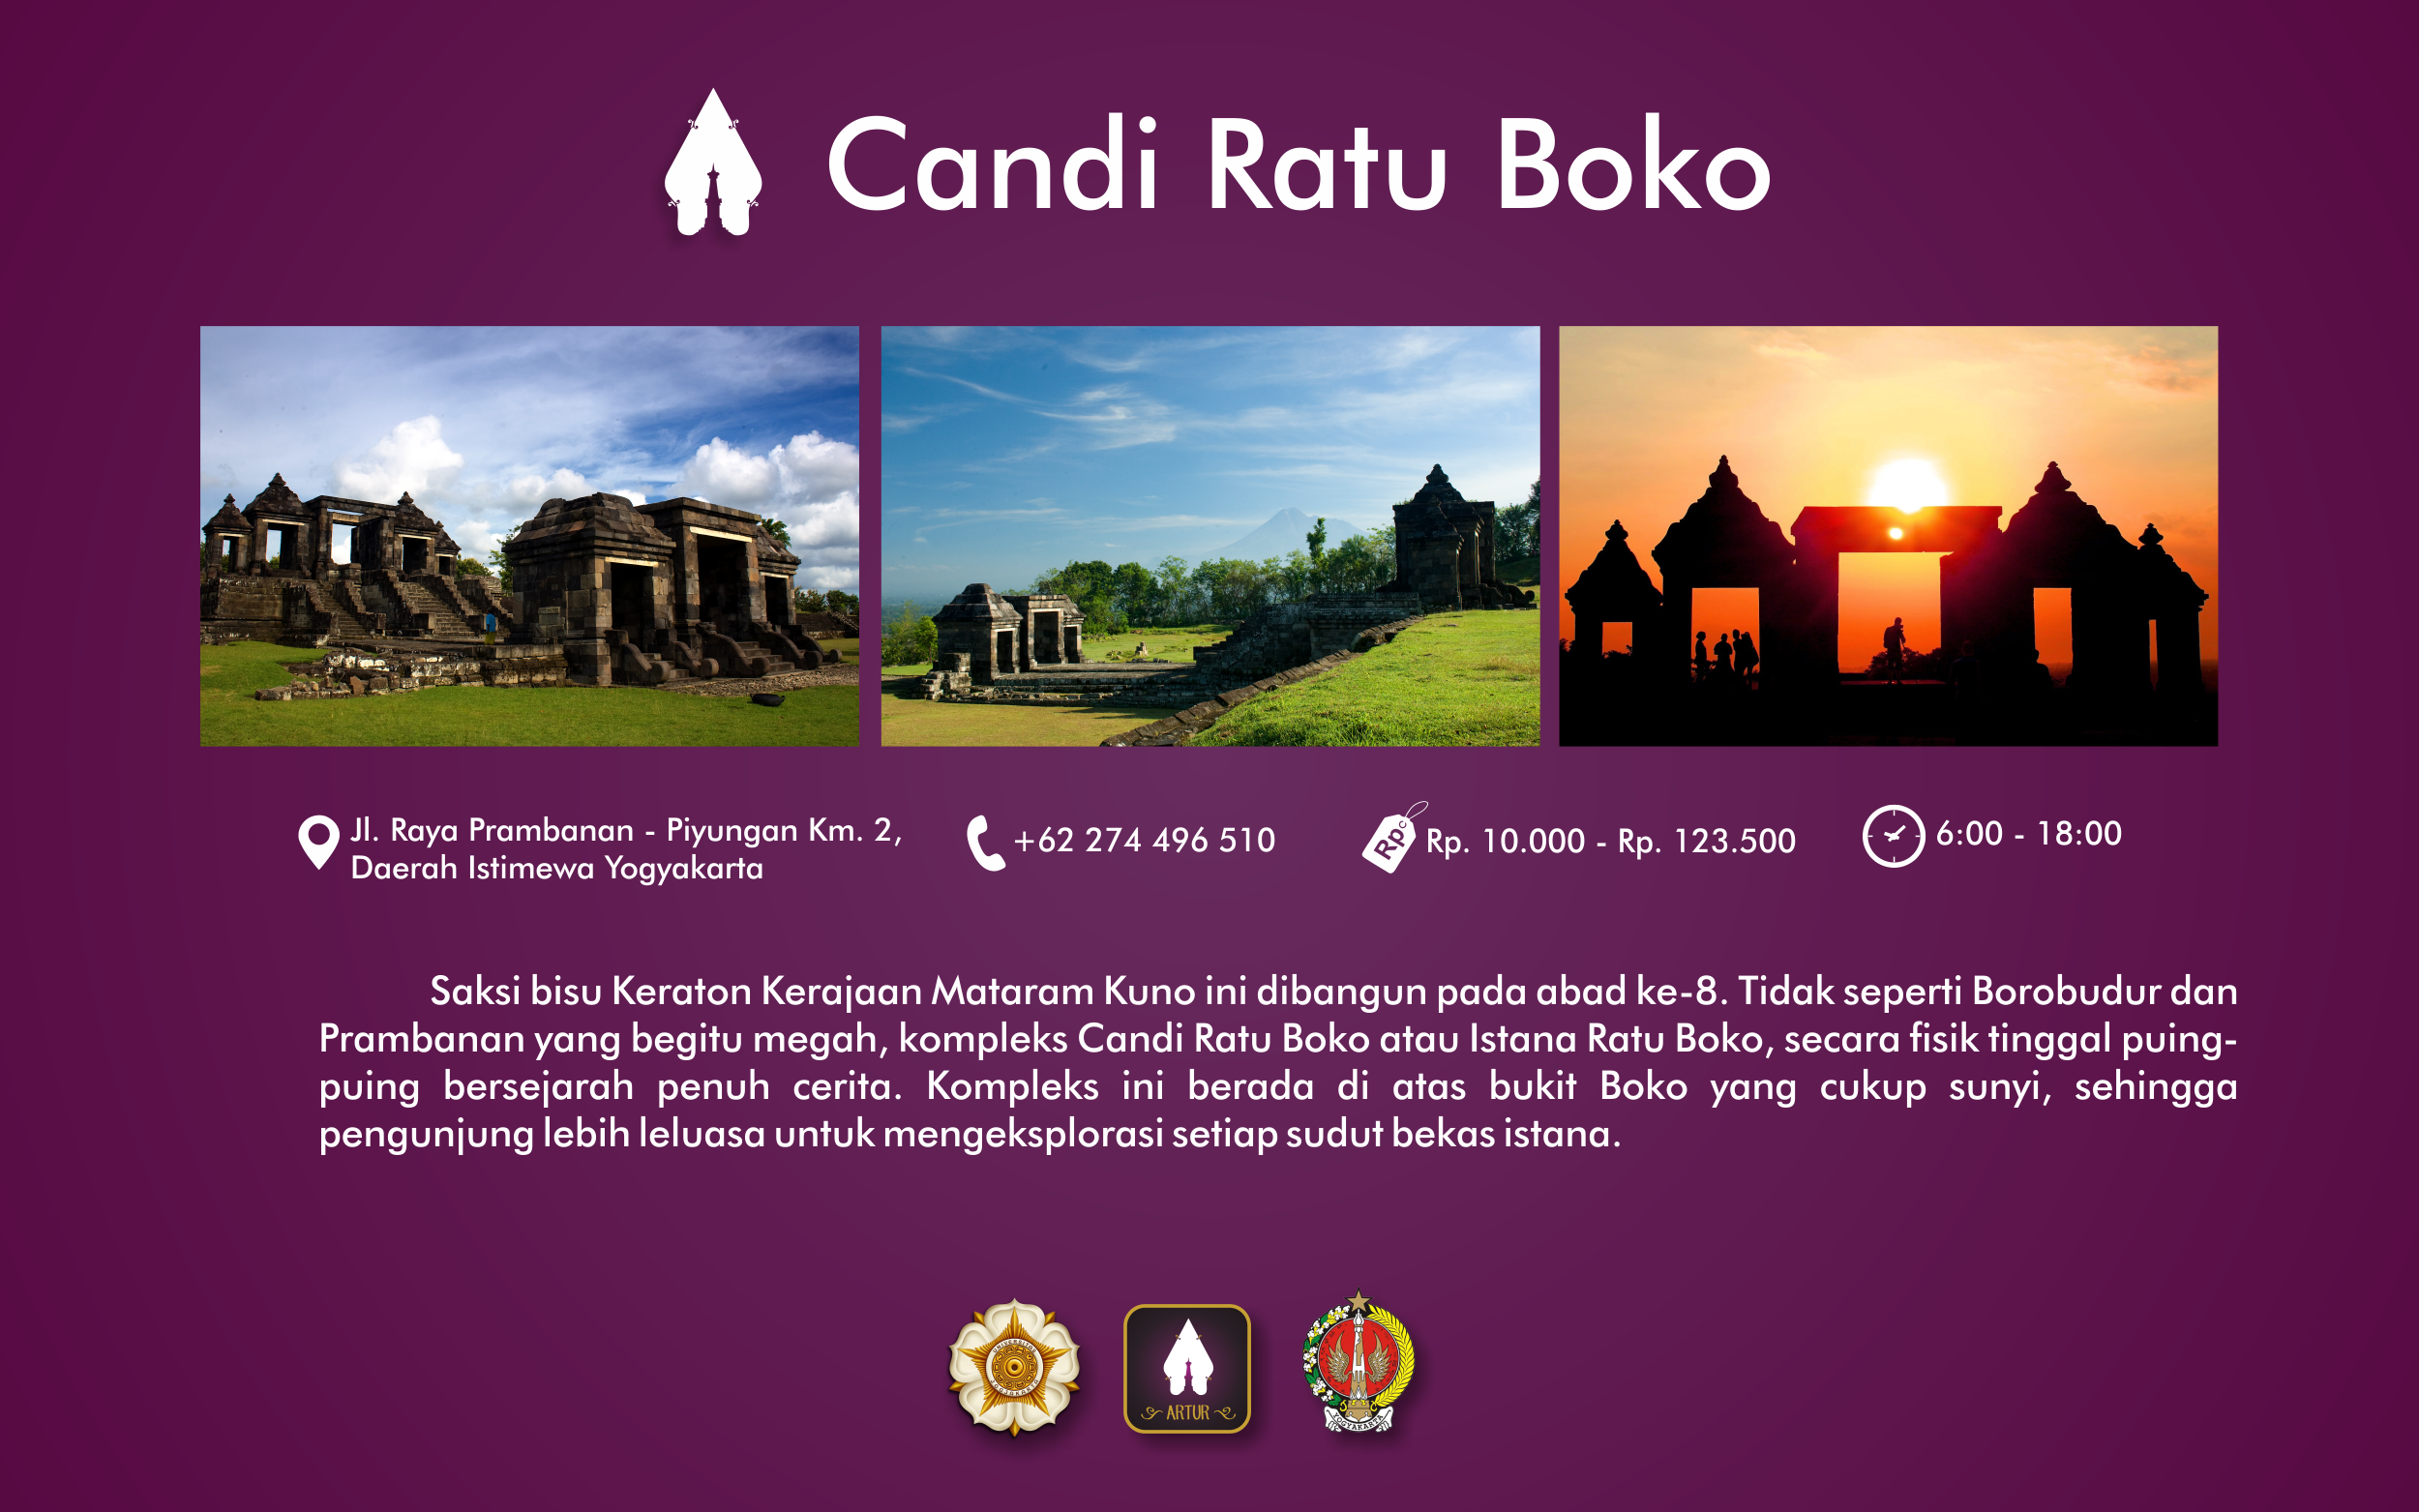 Candi Ratu Boko
Jl. Raya Prambanan - Piyungan Km. 2,
Daerah Istimewa Yogyakarta
+62 274 496 510
Rp
Rp. 10.000 - Rp. 123.500
6:00 - 18:00
Saksi bisu Keraton Kerajaan Mataram Kuno ini dibangun pada abad ke-8. Tidak seperti Borobudur dan
Prambanan yang begitu megah, kompleks Candi Ratu Boko atau Istana Ratu Boko, secara fisik tinggal puing-
puing bersejarah penuh cerita. Kompleks ini berada di atas bukit Boko yang cukup sunyi, sehingga
pengunjung lebih leluasa untuk mengeksplorasi setiap sudut bekas istana.
ARTUR
YOGYAKARTA